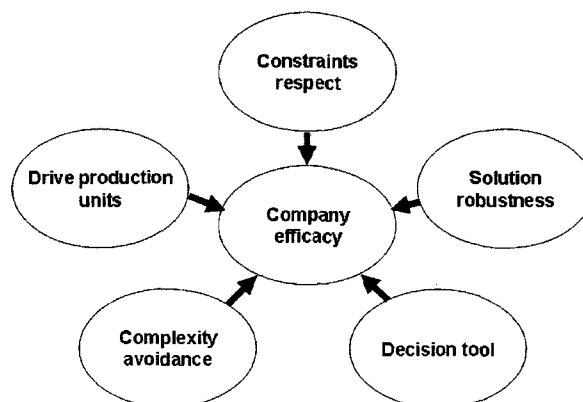 Constraints
respect
Drive production
units
Solution
robustness
Company
efficacy
Complexity
avoidance
Decision tool